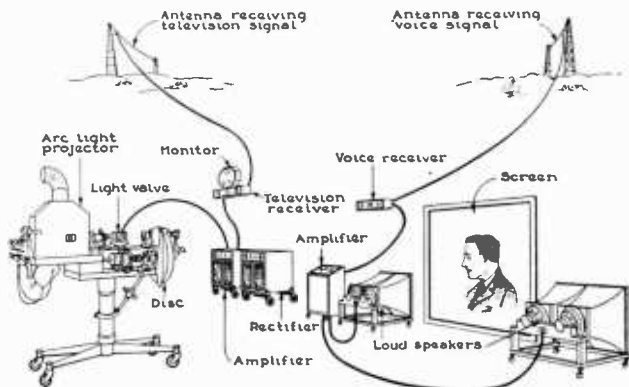 Antenna receiving
television signal
Antenna receiving
voice signal
Arc light
projector
Monitor
Voice receiver
Screen
Light valve
Television
receiver
Amplifier
Disc
Rectifier
Loud speakers
Amplifier